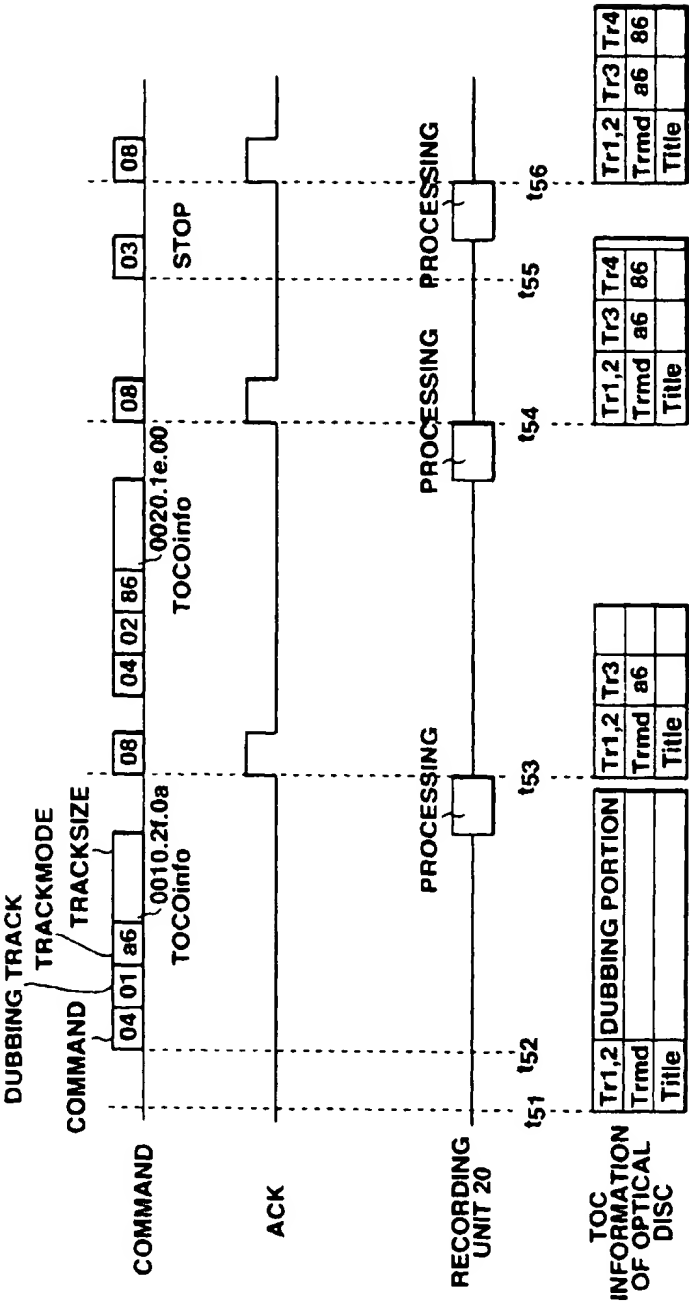 DUBBING TRACK
TRACKMODE
TRACKSIZE
COMMAND
COMMAND
04 01 a6
0010.2f.0a
TOCOinfo
08
04 02 86
0020.1e.00
TOCOinfo
08
03
STOP
08
ACK
RECORDING
UNIT 20
PROCESSING
PROCESSING
PROCESSING
t51
t52
t53
t54
t55
t56
TOC
INFORMATION
OF OPTICAL
DISC
Tr1,2 DUBBING PORTION
Trmd
Title
Tr1,2 Tr3
Trmd a6
Title
Tr1,2 Tr3 Tr4
Trmd a6 86
Title
Tr1,2 Tr3 Tr4
Trmd a6 86
Title